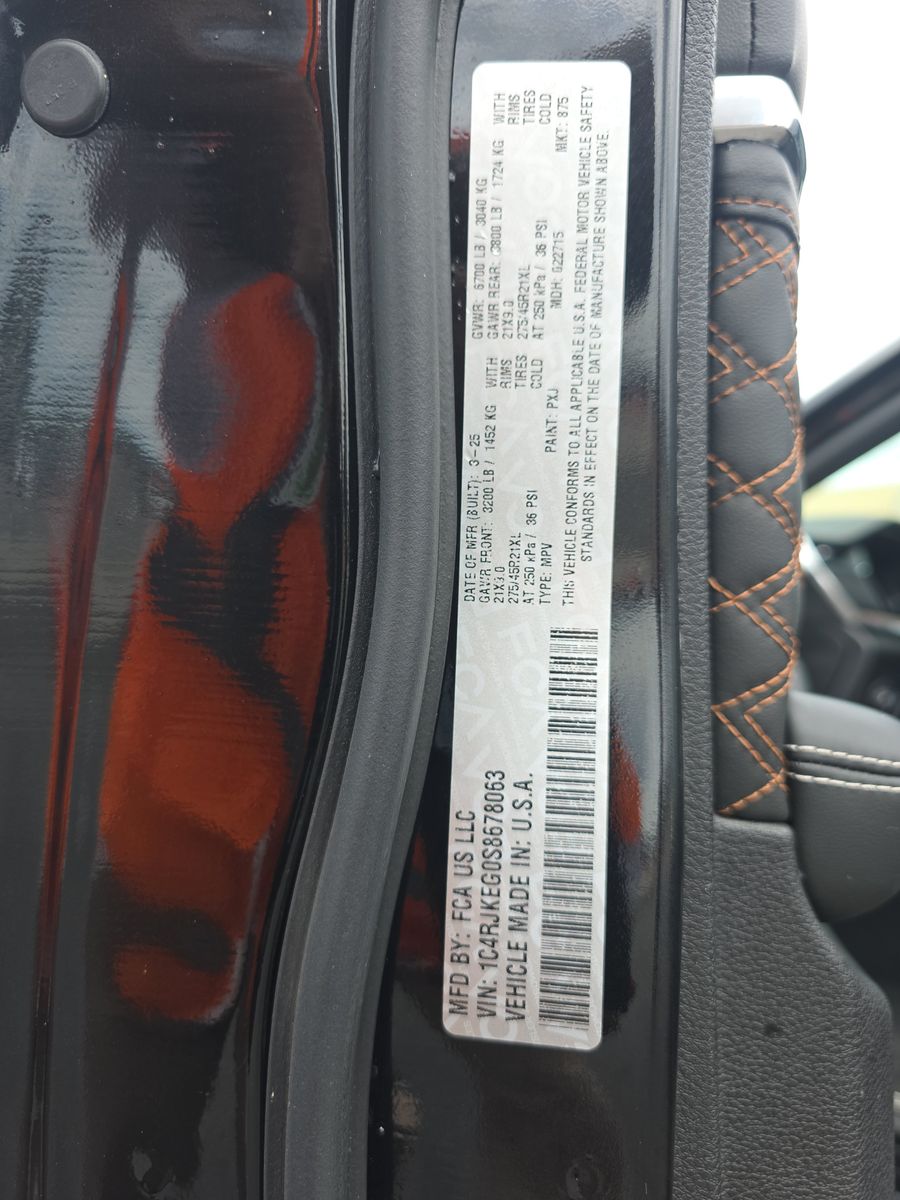 MFD BY: FCA US LLC
VIN: 1C4RJKEG0S8678063
VEHICLE MADE IN: U.S.A.
DATE OF MFR (BUILT): 3-25
GAWR FRONT: 3200 LB / 1452 KG WITH
21X9.0 RIMS
275/45R21XL TIRES
AT 250 kPa / 36 PSI COLD
TYPE: MPV PAINT: PXJ
GVWR: 6700 LB / 3040 KG
GAWR REAR: 3800 LB / 1724 KG WITH
21X9.0 RIMS
275/45R21XL TIRES
AT 250 kPa / 36 PSI COLD
MDH: 022715 MKT: 875
THIS VEHICLE CONFORMS TO ALL APPLICABLE U.S.A. FEDERAL MOTOR VEHICLE SAFETY
STANDARDS IN EFFECT ON THE DATE OF MANUFACTURE SHOWN ABOVE.